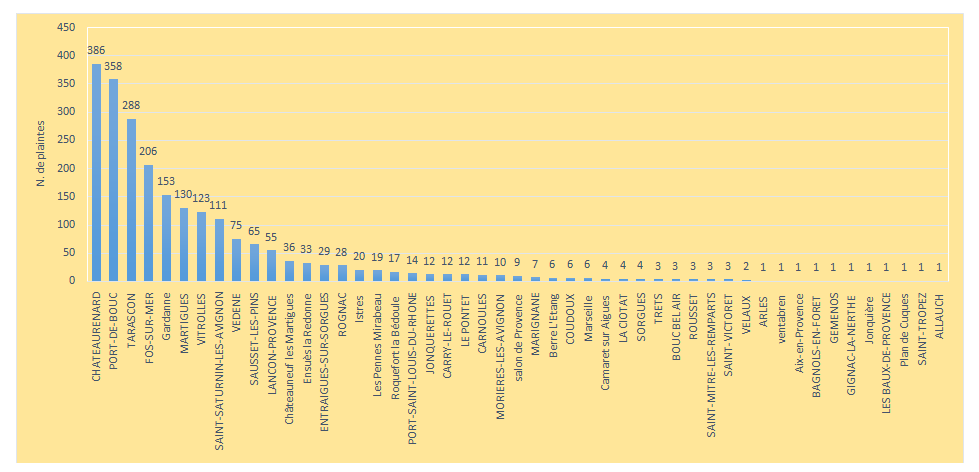 450
400
350
300
250
200
150
100
50
0
N. de plaintes
386
358
288
206
153
130
123
111
75
65
55
36
33
29
28
20
19
17
14
12
12
12
11
10
9
7
6
6
6
4
4
4
3
3
3
3
3
2
1
1
1
1
1
1
1
1
1
1
1
CHATEAURENARD
PORT-DE-BOUC
TARASCON
FOS-SUR-MER
Gardanne
MARTIGUES
VITROLLES
SAINT-SATURNIN-LES-AVIGNON
VEDENE
SAUSSET-LES-PINS
LANCON-PROVENCE
Châteauneuf les Martigues
Ensuès la Redonne
ENTRAIGUES-SUR-SORGUES
ROGNAC
Istres
Les Pennes Mirabeau
Roquefort la Bédoule
PORT-SAINT-LOUIS-DU-RHONE
JONQUERETTES
CARRY-LE-ROUET
LE PONTET
CARNOULES
MORIERES-LES-AVIGNON
salon de Provence
MARIGNANE
Berre L'Etang
COUDOUX
Marseille
Camaret sur Aigues
LA CIOTAT
SORGUES
TRETS
BOUC BEL AIR
ROUSSET
SAINT-MITRE-LES-REMPARTS
SAINT-VICTORET
VELAUX
ARLES
ventabren
Aix-en-Provence
BAGNOLS-EN-FORET
GEMENOS
GIGNAC-LA-NERTHE
Jonquière
LES BAUX-DE-PROVENCE
Plan de Cuques
SAINT-TROPEZ
ALLAUCH